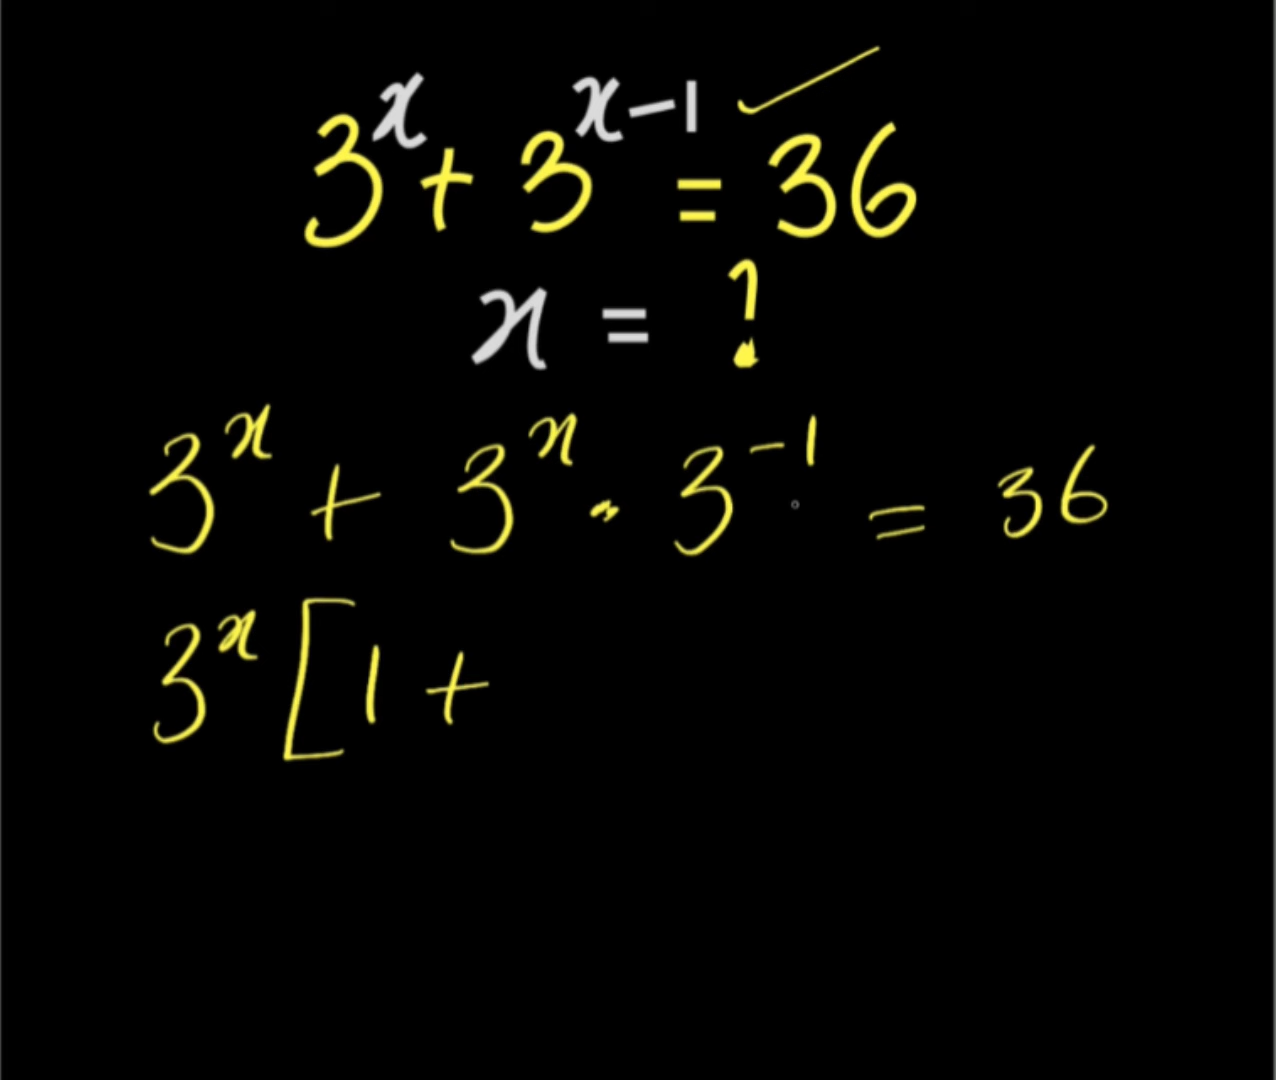 3^x + 3^x-1 = 36
x = ?
3^x + 3^x · 3^-1 = 36
3^x [ 1 +